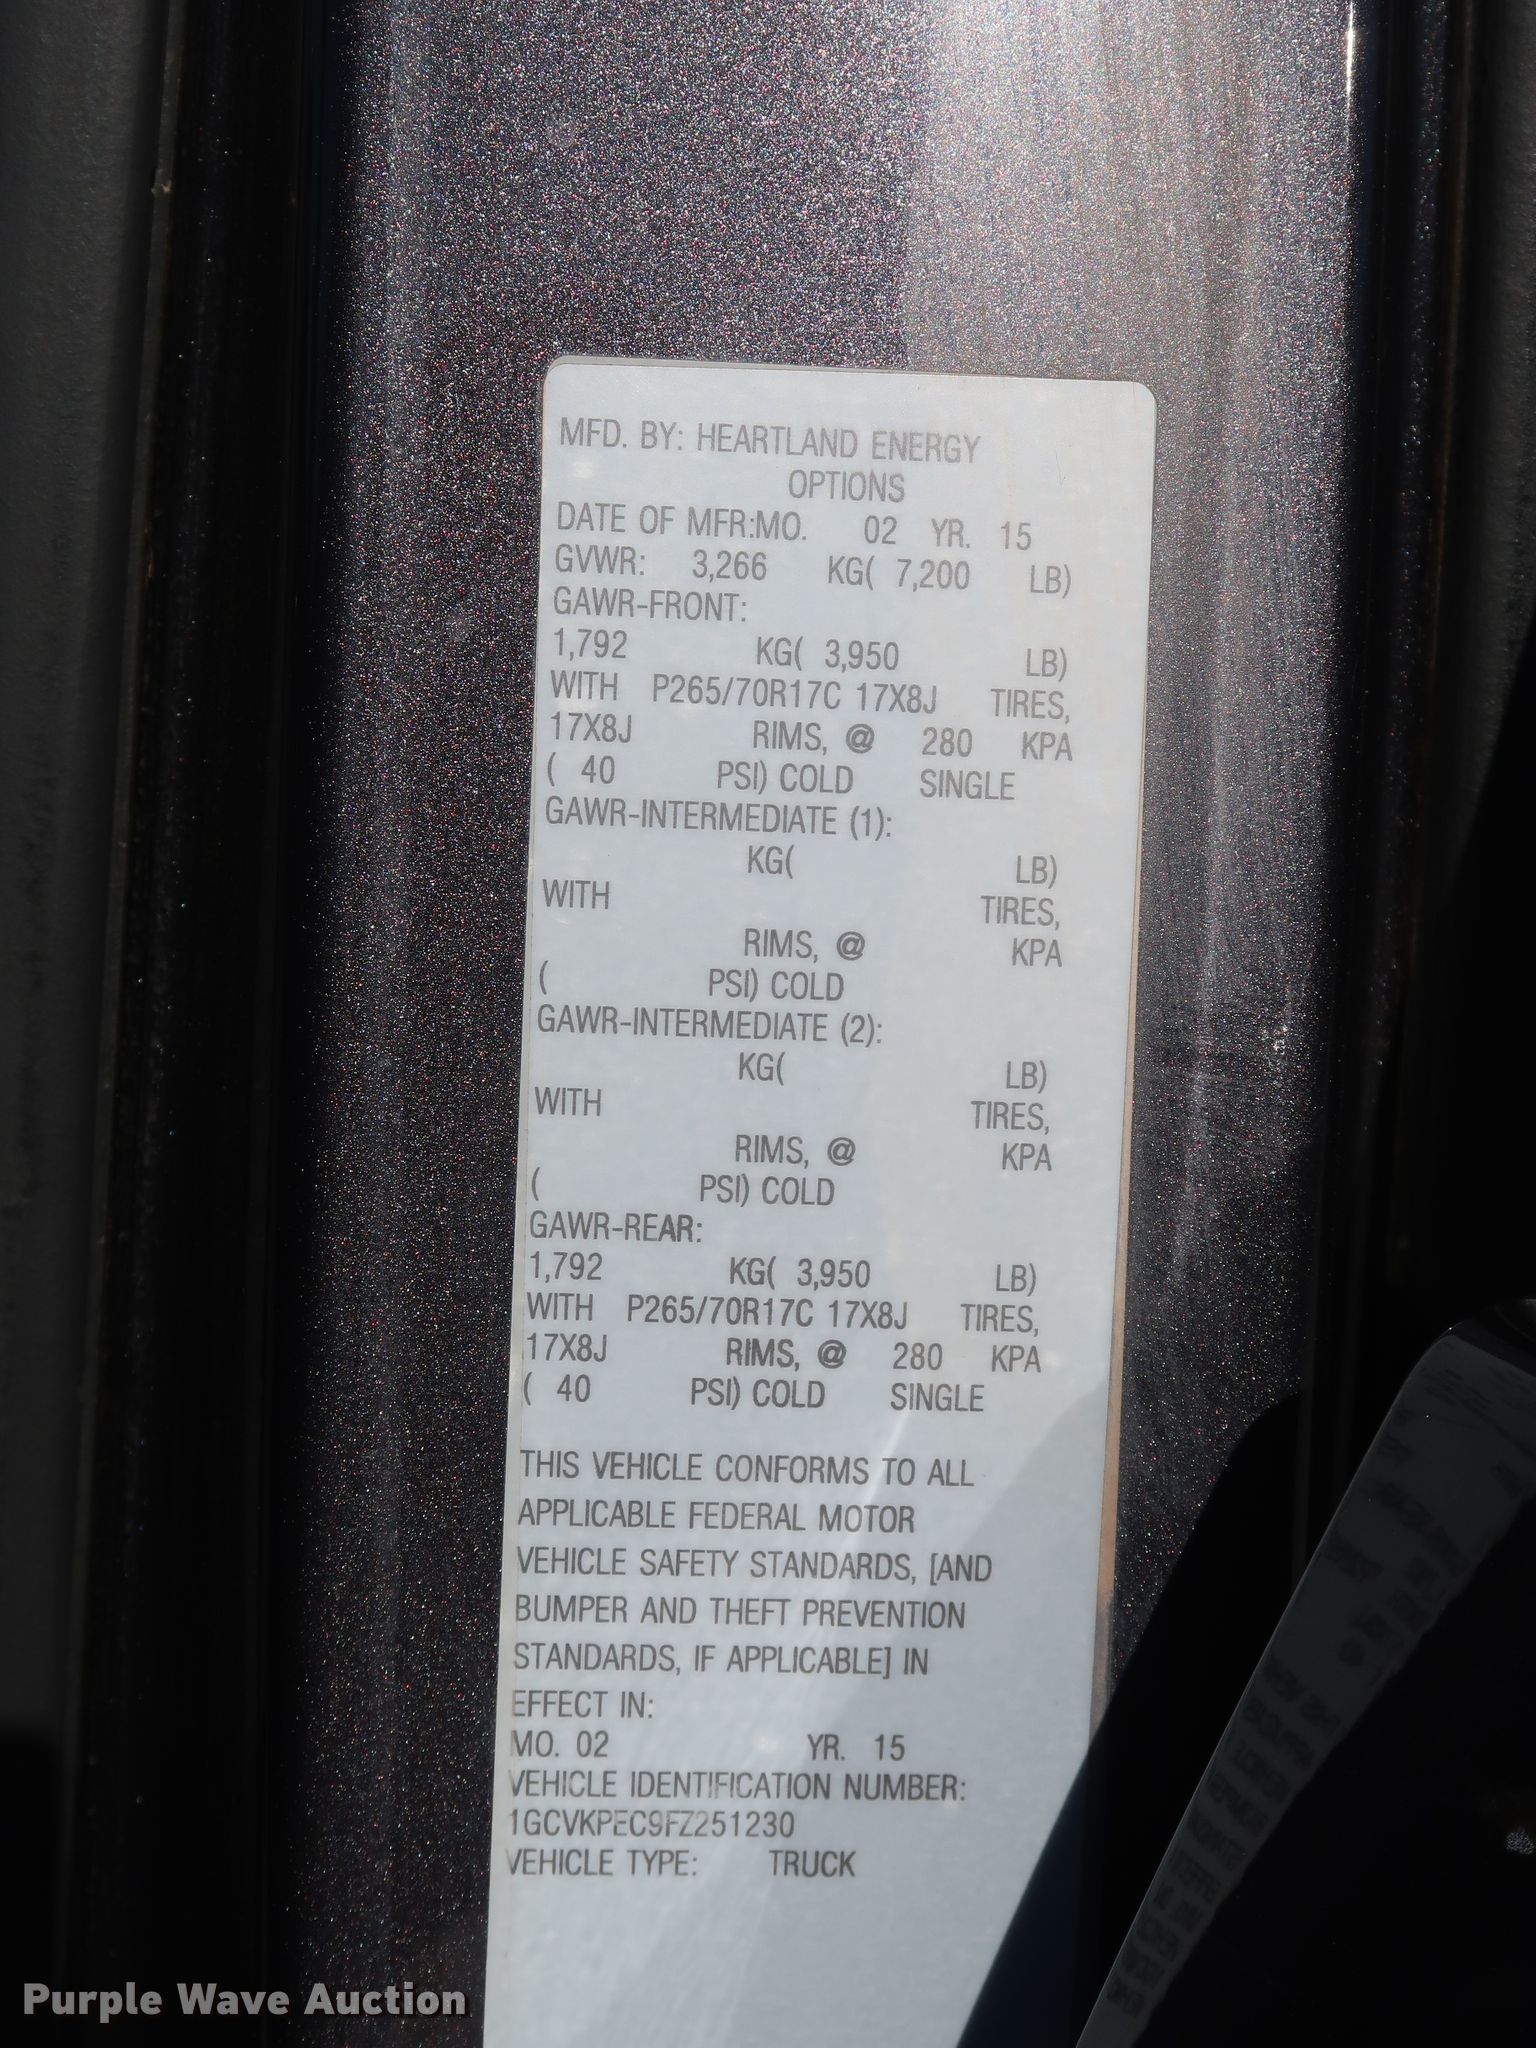 MFD. BY: HEARTLAND ENERGY
OPTIONS
DATE OF MFR:MO. 02 YR. 15
GVWR: 3,266 KG( 7,200 LB)
GAWR-FRONT:
1,792 KG( 3,950 LB)
WITH P265/70R17C 17X8J TIRES,
17X8J RIMS, @ 280 KPA
( 40 PSI) COLD SINGLE
GAWR-INTERMEDIATE (1):
KG( LB)
WITH TIRES,
RIMS, @ KPA
( PSI) COLD
GAWR-INTERMEDIATE (2):
KG( LB)
WITH TIRES,
RIMS, @ KPA
( PSI) COLD
GAWR-REAR:
1,792 KG( 3,950 LB)
WITH P265/70R17C 17X8J TIRES,
17X8J RIMS, @ 280 KPA
( 40 PSI) COLD SINGLE
THIS VEHICLE CONFORMS TO ALL
APPLICABLE FEDERAL MOTOR
VEHICLE SAFETY STANDARDS, [AND
BUMPER AND THEFT PREVENTION
STANDARDS, IF APPLICABLE] IN
EFFECT IN:
MO. 02 YR. 15
VEHICLE IDENTIFICATION NUMBER:
1GCVKPEC9FZ251230
VEHICLE TYPE: TRUCK
Purple Wave Auction